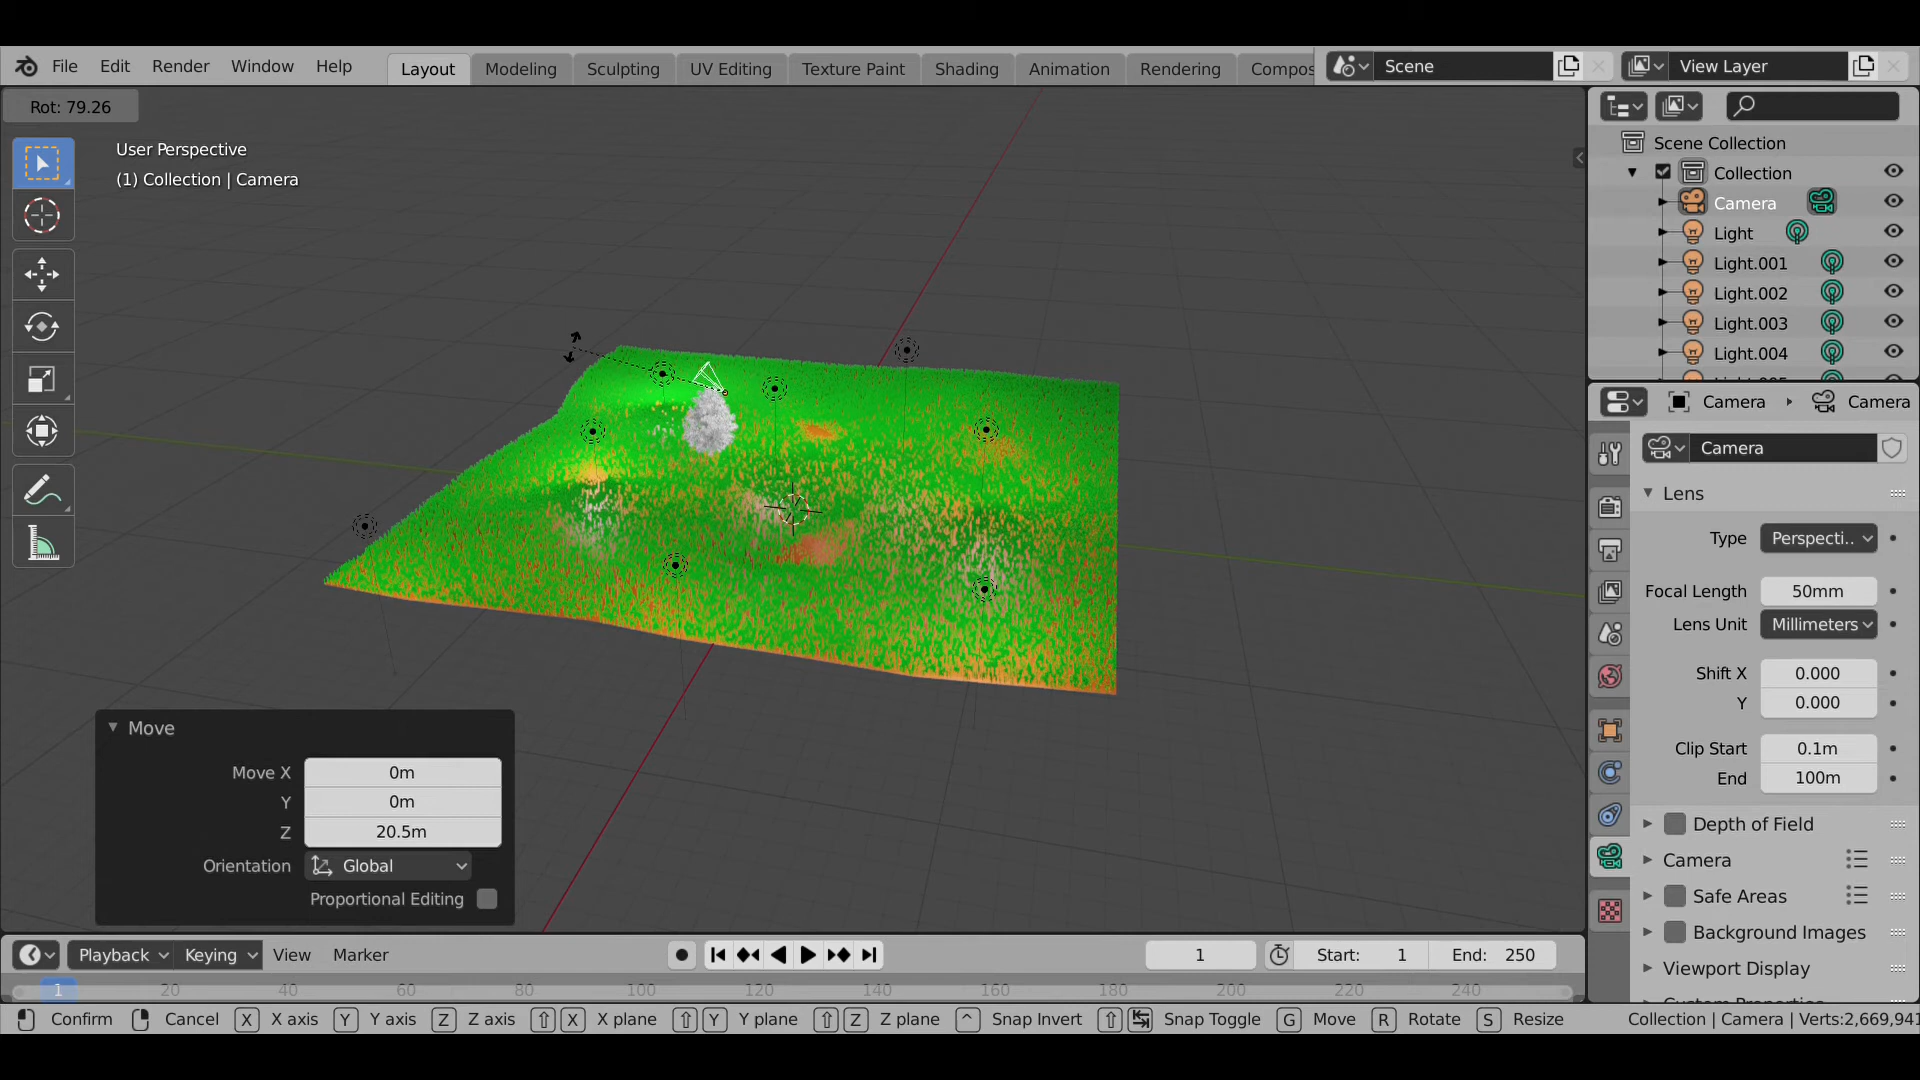 File Edit Render Window Help Layout Modeling Sculpting UV Editing Texture Paint Shading Animation Rendering Compos Scene View Layer
Rot: 79.26
User Perspective
(1) Collection | Camera
Scene Collection
Collection
Camera
Light
Light.001
Light.002
Light.003
Light.004
Camera Camera
Camera
Lens
Type Perspecti..
Focal Length 50mm
Lens Unit Millimeters
Shift X 0.000
Y 0.000
Clip Start 0.1m
End 100m
Depth of Field
Camera
Safe Areas
Background Images
Viewport Display
Move
Move X 0m
Y 0m
Z 20.5m
Orientation Global
Proportional Editing
Playback Keying View Marker 1 Start: 1 End: 250
1 20 40 60 80 100 120 140 160 180 200 220 240
Confirm Cancel X X axis Y Y axis Z Z axis X X plane Y Y plane Z Z plane ^ Snap Invert Snap Toggle G Move R Rotate S Resize Collection | Camera | Verts:2,669,941